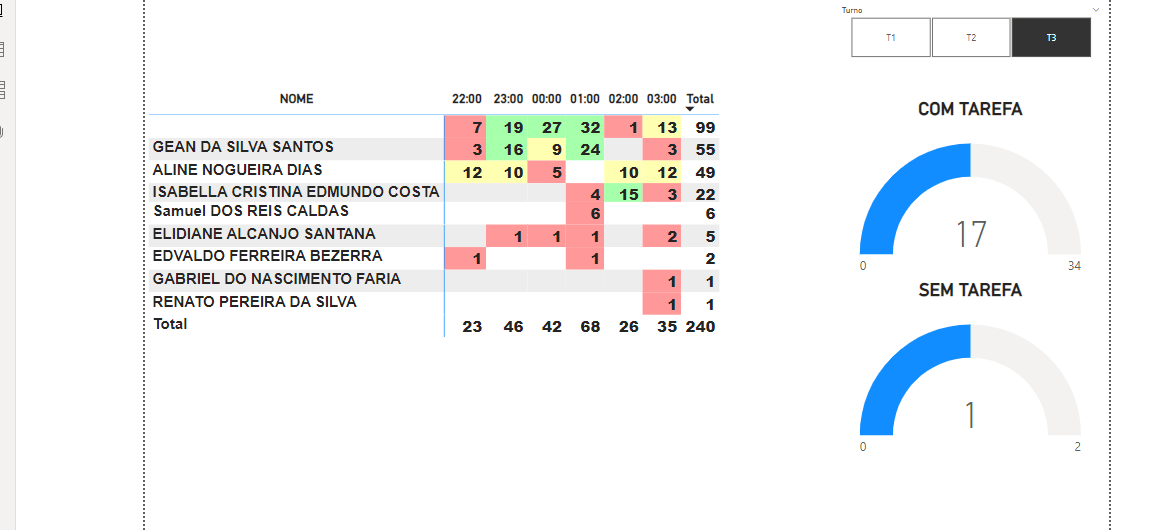 Turno
T1 T2 T3
NOME 22:00 23:00 00:00 01:00 02:00 03:00 Total
7 19 27 32 1 13 99
GEAN DA SILVA SANTOS 3 16 9 24 3 55
ALINE NOGUEIRA DIAS 12 10 5 10 12 49
ISABELLA CRISTINA EDMUNDO COSTA 4 15 3 22
Samuel DOS REIS CALDAS 6 6
ELIDIANE ALCANJO SANTANA 1 1 1 2 5
EDVALDO FERREIRA BEZERRA 1 1 2
GABRIEL DO NASCIMENTO FARIA 1 1
RENATO PEREIRA DA SILVA 1 1
Total 23 46 42 68 26 35 240
COM TAREFA
17
0 34
SEM TAREFA
1
0 2